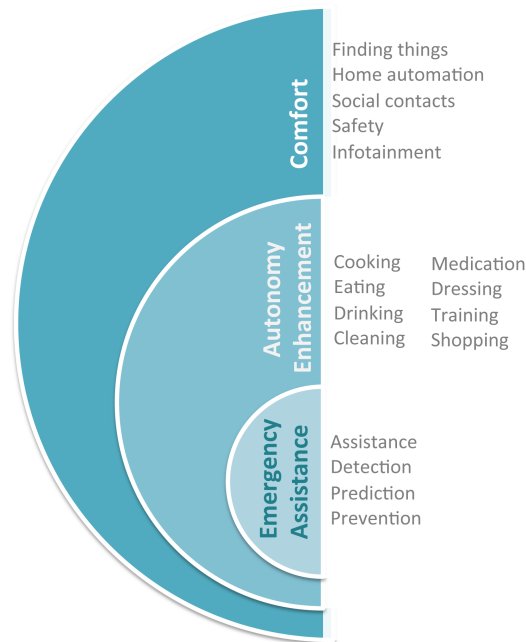 Comfort
Finding things
Home automation
Social contacts
Safety
Infotainment
Autonomy
Enhancement
Cooking
Eating
Drinking
Cleaning
Medication
Dressing
Training
Shopping
Emergency
Assistance
Assistance
Detection
Prediction
Prevention